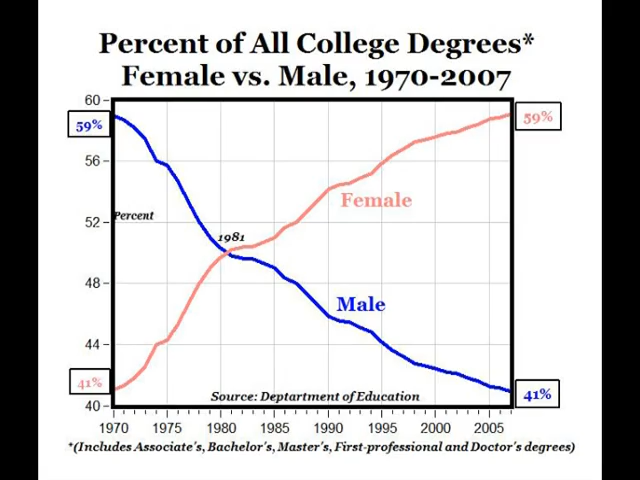 Percent of All College Degrees*
Female vs. Male, 1970-2007
60
59%
59%
56
Female
Percent
52
1981
48
Male
44
41%
Source: Deptartment of Education
41%
40
1970 1975 1980 1985 1990 1995 2000 2005
*(Includes Associate's, Bachelor's, Master's, First-professional and Doctor's degrees)